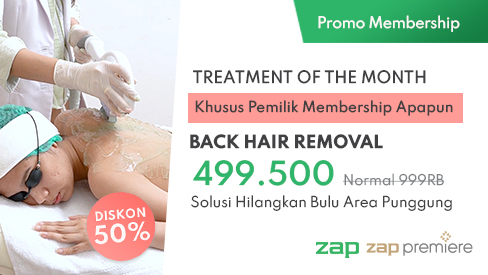 Promo Membership
TREATMENT OF THE MONTH
Khusus Pemilik Membership Apapun
BACK HAIR REMOVAL
499.500 Normal 999RB
Solusi Hilangkan Bulu Area Punggung
DISKON
50%
zap zap premiere